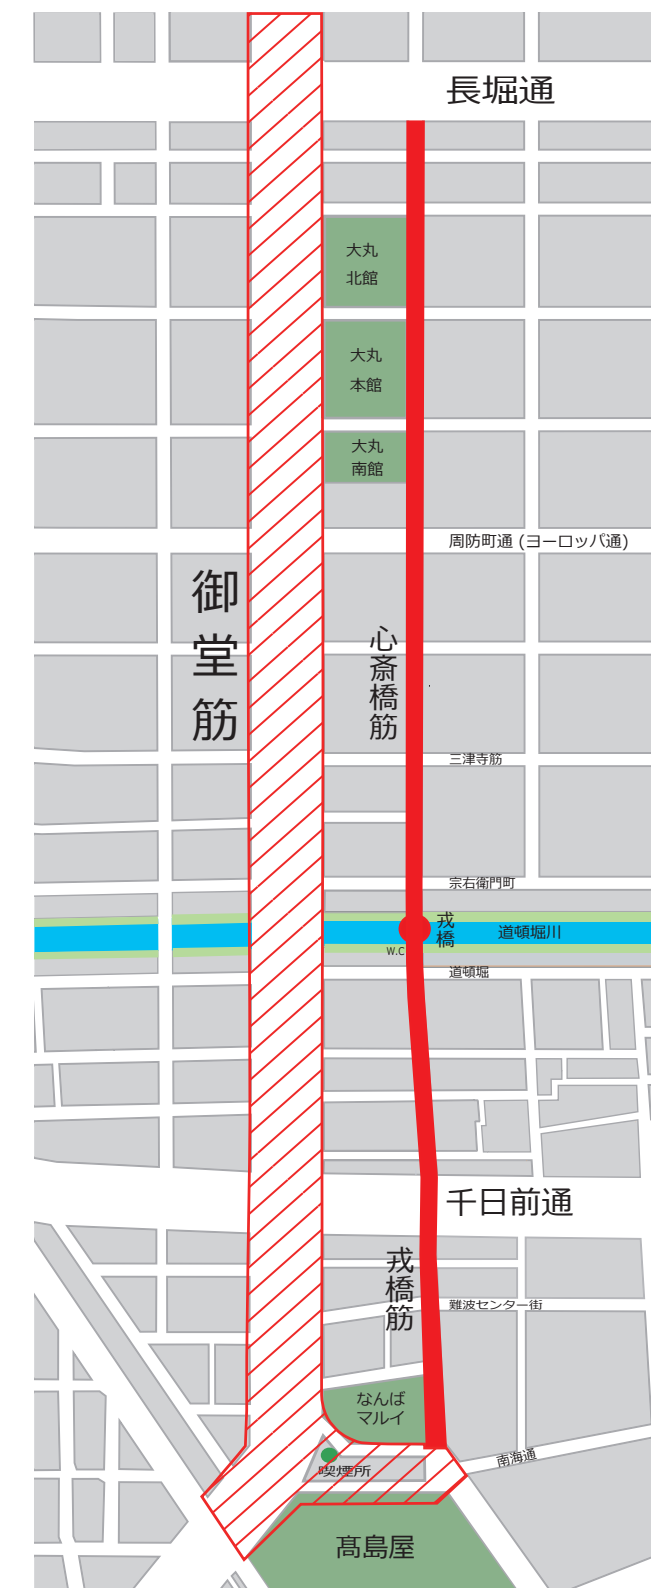 長堀通
大丸
北館
大丸
本館
大丸
南館
周防町通 (ヨーロッパ通)
御堂筋
心斎橋筋
三津寺筋
宗右衛門町
戎橋
道頓堀川
W.C
道頓堀
千日前通
戎橋筋
難波センター街
なんば
マルイ
南海通
喫煙所
髙島屋